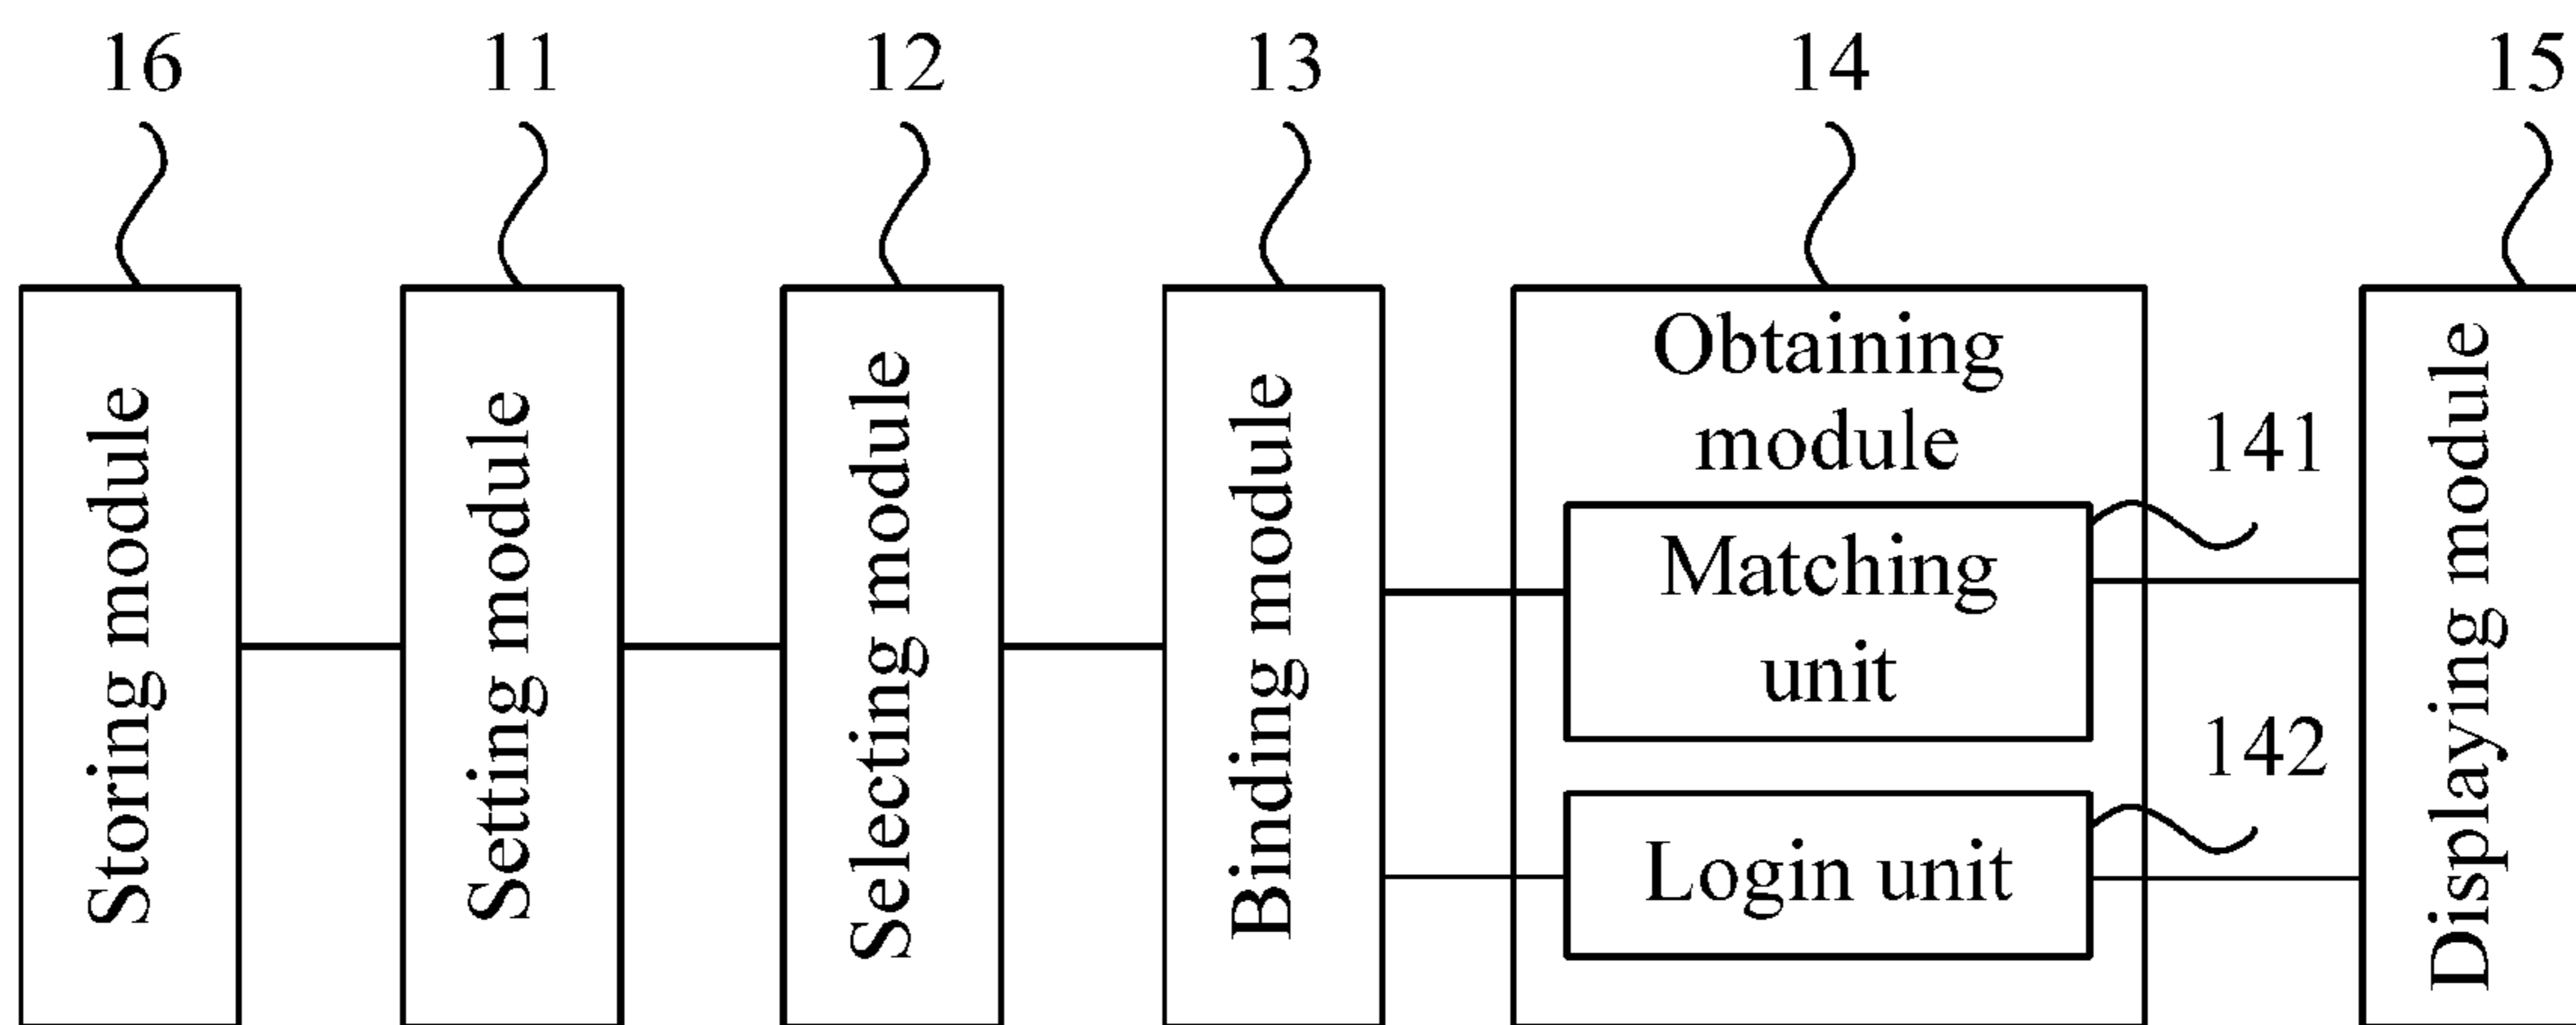 16
11
12
13
14
15
Storing module
Setting module
Selecting module
Binding module
Obtaining
module
141
Matching
unit
142
Login unit
Displaying module